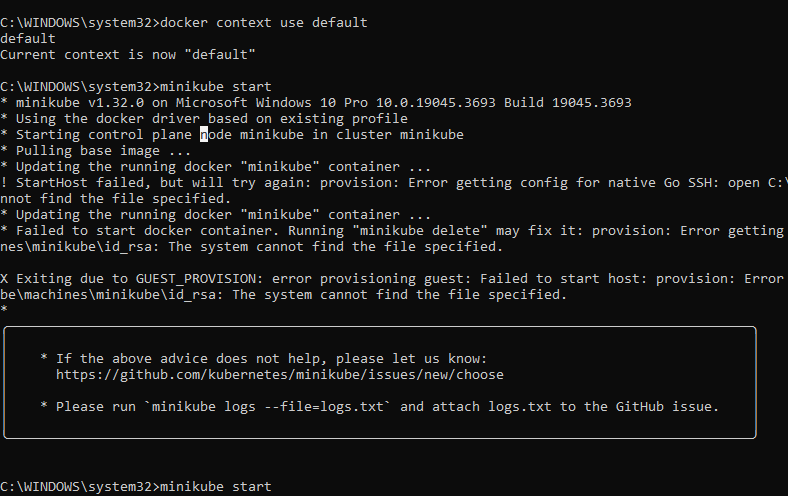 C:\WINDOWS\system32>docker context use default
default
Current context is now "default"
C:\WINDOWS\system32>minikube start
* minikube v1.32.0 on Microsoft Windows 10 Pro 10.0.19045.3693 Build 19045.3693
* Using the docker driver based on existing profile
* Starting control plane node minikube in cluster minikube
* Pulling base image ...
* Updating the running docker "minikube" container ...
! StartHost failed, but will try again: provision: Error getting config for native Go SSH: open C:\
nnot find the file specified.
* Updating the running docker "minikube" container ...
* Failed to start docker container. Running "minikube delete" may fix it: provision: Error getting
nes\minikube\id_rsa: The system cannot find the file specified.
X Exiting due to GUEST_PROVISION: error provisioning guest: Failed to start host: provision: Error
be\machines\minikube\id_rsa: The system cannot find the file specified.
*
* If the above advice does not help, please let us know:
https://github.com/kubernetes/minikube/issues/new/choose
* Please run `minikube logs --file=logs.txt` and attach logs.txt to the GitHub issue.
C:\WINDOWS\system32>minikube start